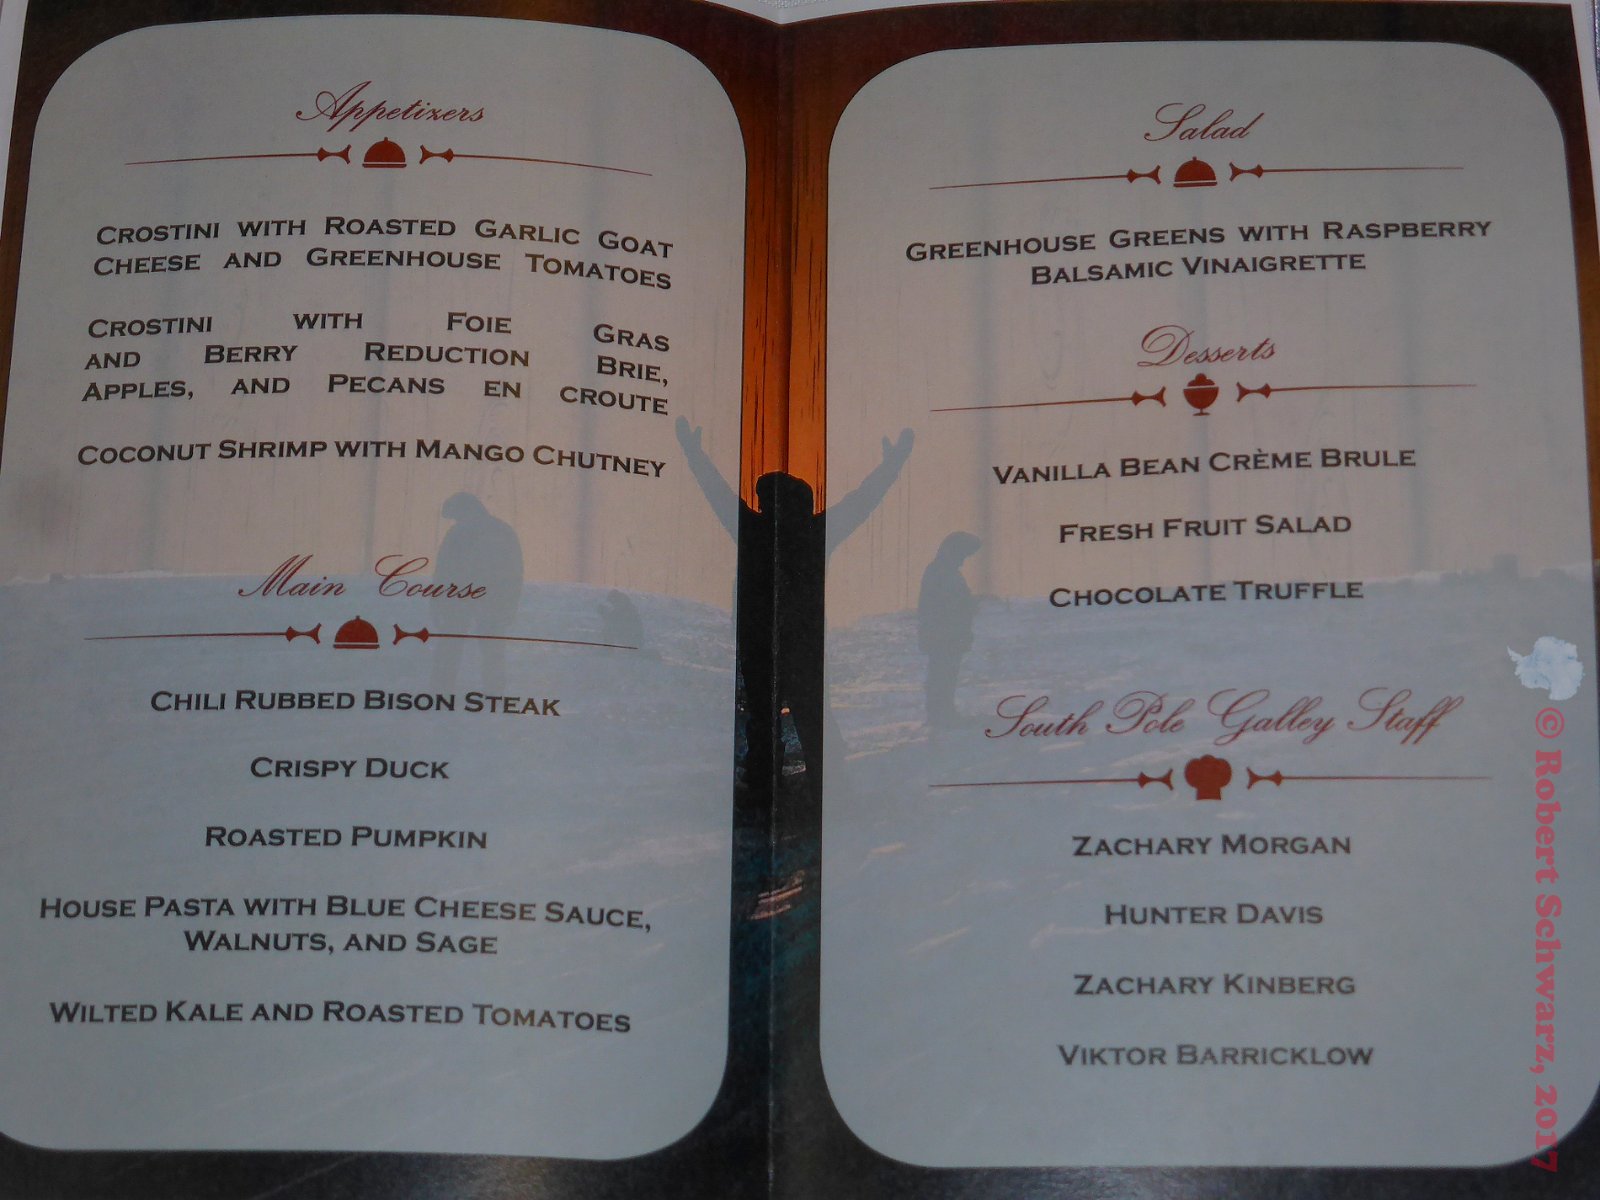 Appetizers
Crostini with Roasted Garlic Goat
Cheese and Greenhouse Tomatoes
Crostini with Foie Gras
and Berry Reduction Brie,
Apples, and Pecans en croute
Coconut Shrimp with Mango Chutney
Main Course
Chili Rubbed Bison Steak
Crispy Duck
Roasted Pumpkin
House Pasta with Blue Cheese Sauce,
Walnuts, and Sage
Wilted Kale and Roasted Tomatoes
Salad
Greenhouse Greens with Raspberry
Balsamic Vinaigrette
Desserts
Vanilla Bean Crème Brule
Fresh Fruit Salad
Chocolate Truffle
South Pole Galley Staff
Zachary Morgan
Hunter Davis
Zachary Kinberg
Viktor Barricklow
© Robert Schwarz, 2017